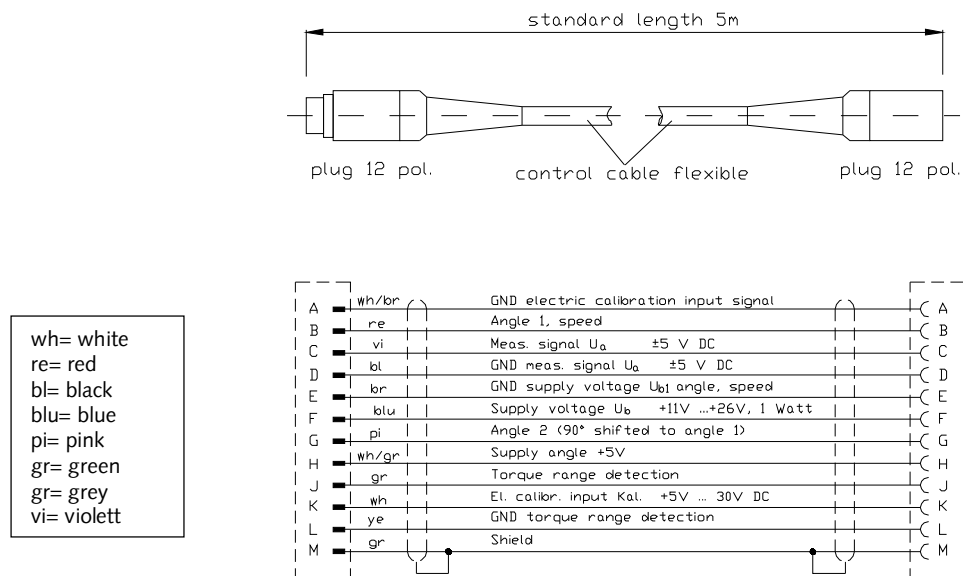 standard length 5m
plug 12 pol.
control cable flexible
plug 12 pol.
wh= white
re= red
bl= black
blu= blue
pi= pink
gr= green
gr= grey
vi= violett
A wh/br GND electric calibration input signal A
B re Angle 1, speed B
C vi Meas. signal Ua ±5 V DC C
D bl GND meas. signal Ua ±5 V DC D
E br GND supply voltage Ub1 angle, speed E
F blu Supply voltage Ub +11V ...+26V, 1 Watt F
G pi Angle 2 (90° shifted to angle 1) G
H wh/gr Supply angle +5V H
J gr Torque range detection J
K wh El. calibr. input Kal. +5V ... 30V DC K
L ye GND torque range detection L
M gr Shield M